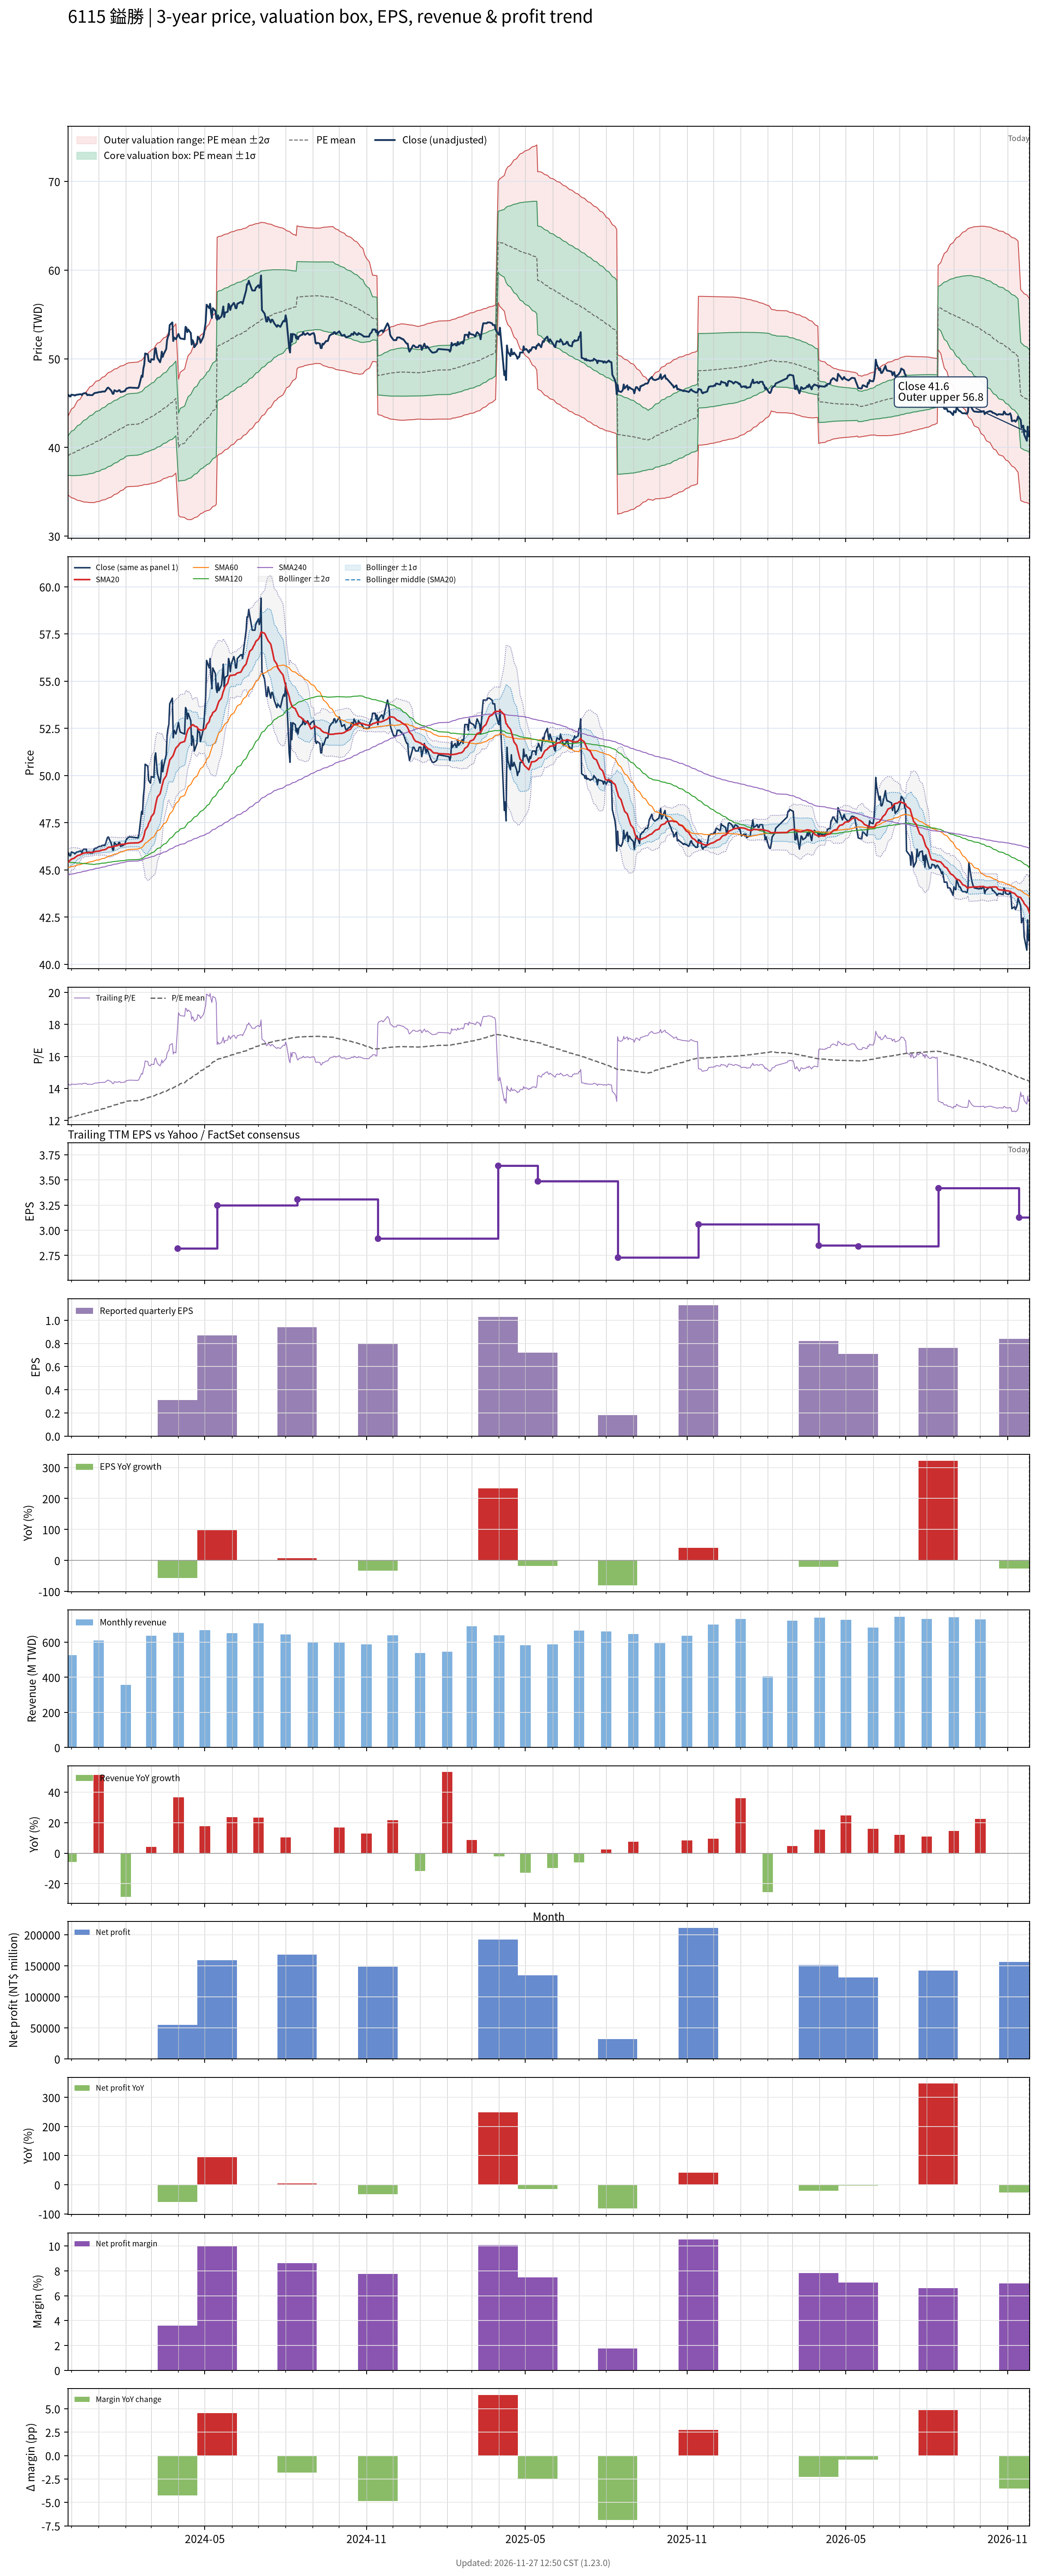 6115 鎰勝 | 3-year price, valuation box, EPS, revenue & profit trend
Outer valuation range: PE mean ±2σ
Core valuation box: PE mean ±1σ
PE mean
Close (unadjusted)
Today
Price (TWD)
70
60
50
40
30
Close 41.6
Outer upper 56.8
Close (same as panel 1)
SMA20
SMA60
SMA120
SMA240
Bollinger ±2σ
Bollinger ±1σ
Bollinger middle (SMA20)
Price
60.0
57.5
55.0
52.5
50.0
47.5
45.0
42.5
40.0
Trailing P/E
P/E mean
P/E
20
18
16
14
12
Trailing TTM EPS vs Yahoo / FactSet consensus
Today
EPS
3.75
3.50
3.25
3.00
2.75
Reported quarterly EPS
EPS
1.0
0.8
0.6
0.4
0.2
0.0
EPS YoY growth
YoY (%)
300
200
100
0
-100
Monthly revenue
Revenue (M TWD)
600
400
200
0
Revenue YoY growth
YoY (%)
40
20
0
-20
Month
Net profit
Net profit (NT$ million)
200000
150000
100000
50000
0
Net profit YoY
YoY (%)
300
200
100
0
-100
Net profit margin
Margin (%)
10
8
6
4
2
0
Margin YoY change
Δ margin (pp)
5.0
2.5
0.0
-2.5
-5.0
-7.5
2024-05
2024-11
2025-05
2025-11
2026-05
2026-11
Updated: 2026-11-27 12:50 CST (1.23.0)